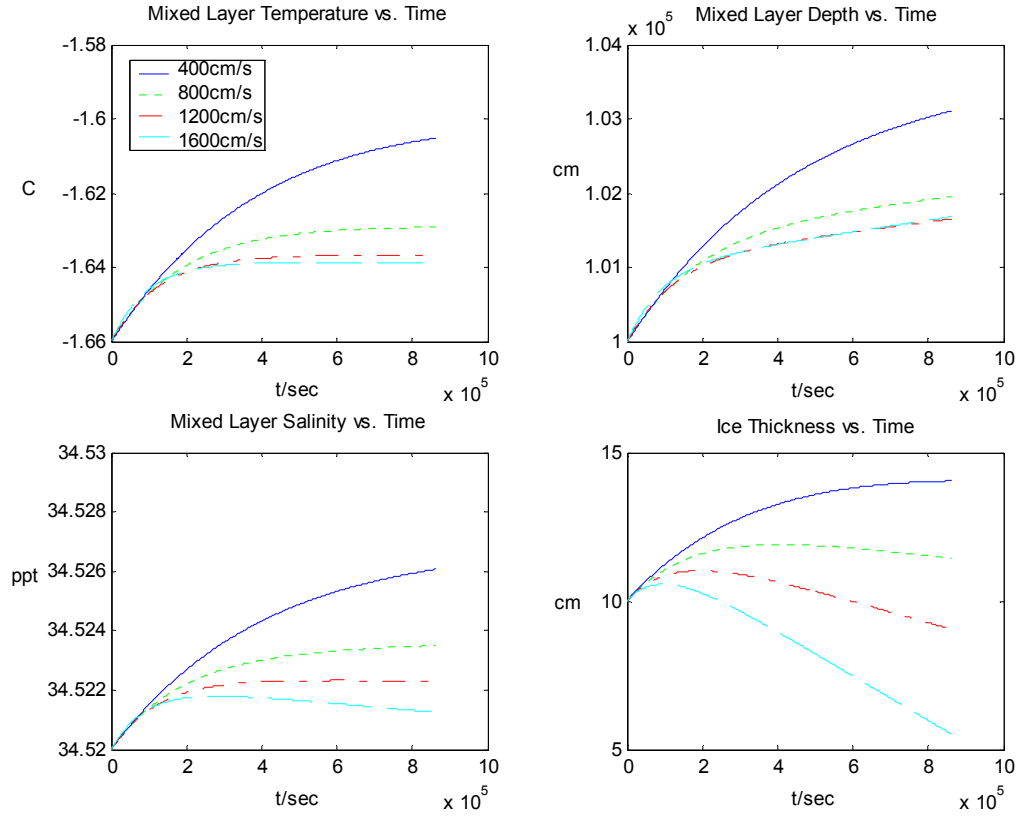 Mixed Layer Temperature vs. Time
-1.58
-1.6
-1.62
-1.64
-1.66
C
400cm/s
800cm/s
1200cm/s
1600cm/s
0 2 4 6 8 10
t/sec
x 10^5
Mixed Layer Depth vs. Time
x 10^5
1.04
1.03
1.02
1.01
1
cm
0 2 4 6 8 10
t/sec
x 10^5
Mixed Layer Salinity vs. Time
34.53
34.528
34.526
34.524
34.522
34.52
ppt
0 2 4 6 8 10
t/sec
x 10^5
Ice Thickness vs. Time
15
10
5
cm
0 2 4 6 8 10
t/sec
x 10^5